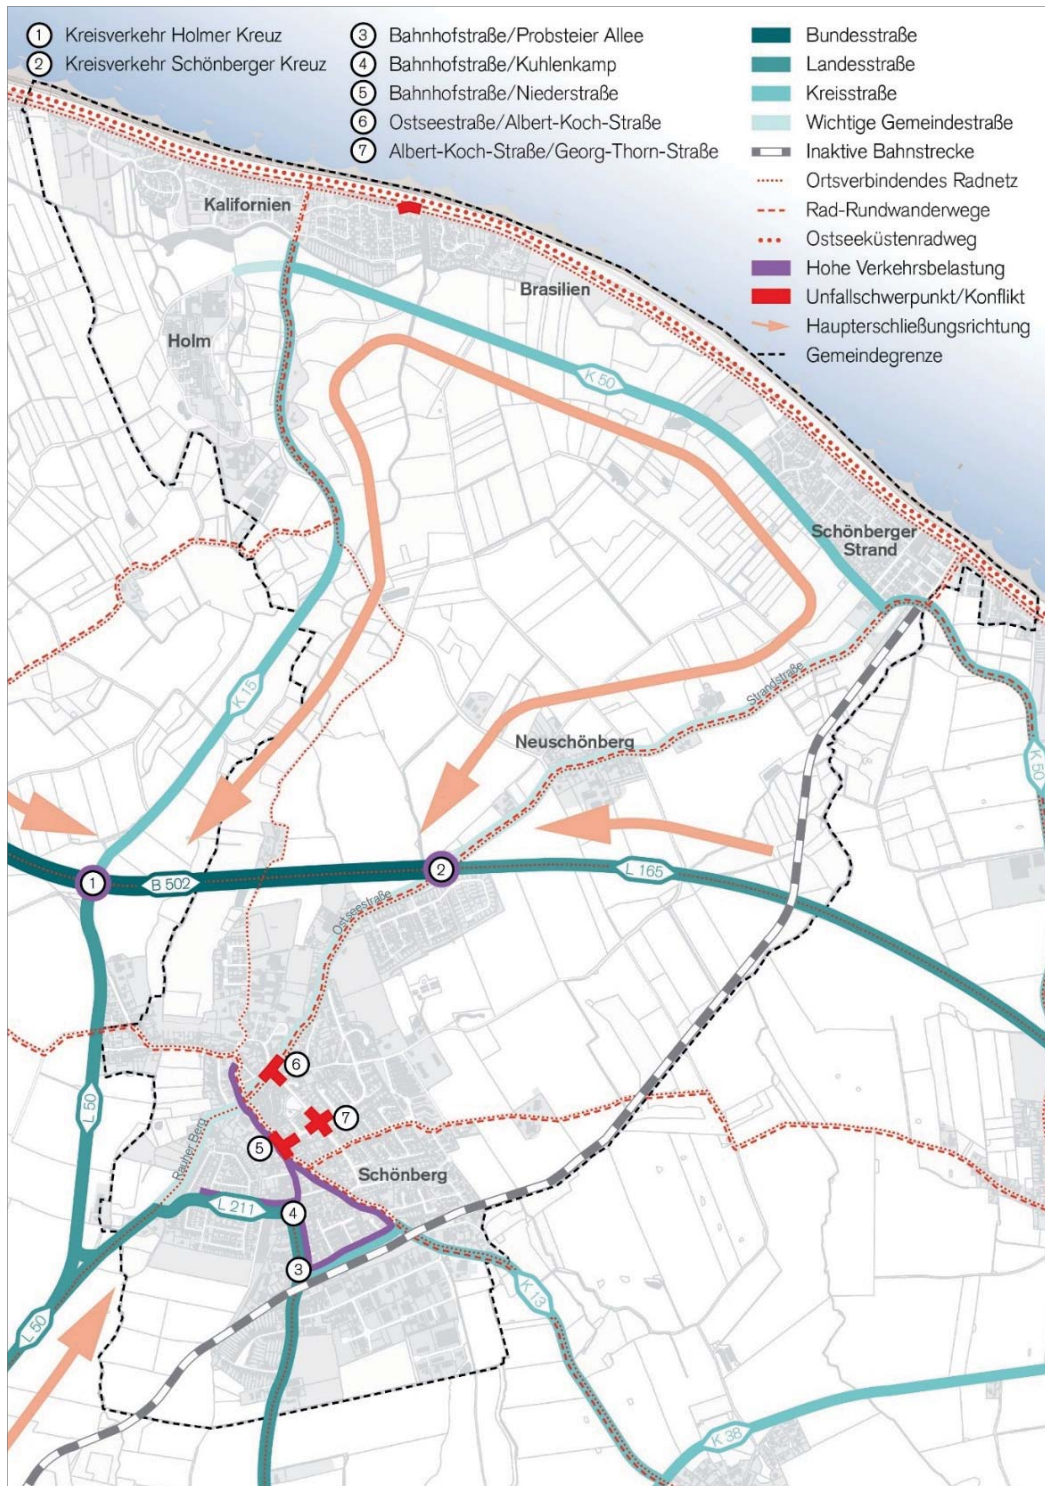 1 Kreisverkehr Holmer Kreuz
2 Kreisverkehr Schönberger Kreuz
3 Bahnhofstraße/Probsteier Allee
4 Bahnhofstraße/Kuhlenkamp
5 Bahnhofstraße/Niederstraße
6 Ostseestraße/Albert-Koch-Straße
7 Albert-Koch-Straße/Georg-Thorn-Straße
Bundesstraße
Landesstraße
Kreisstraße
Wichtige Gemeindestraße
Inaktive Bahnstrecke
Ortsverbindendes Radnetz
Rad-Rundwanderwege
Ostseeküstenradweg
Hohe Verkehrsbelastung
Unfallschwerpunkt/Konflikt
Haupterschließungsrichtung
Gemeindegrenze
Kalifornien
Brasilien
Holm
K 50
Schönberger
Strand
K 15
Strandstraße
Neuschönberg
K 50
1
B 502
2
L 165
Ostseestraße
6
L 50
7
Rauher Berg
5
Schönberg
L 211
4
3
K 13
L 50
K 38